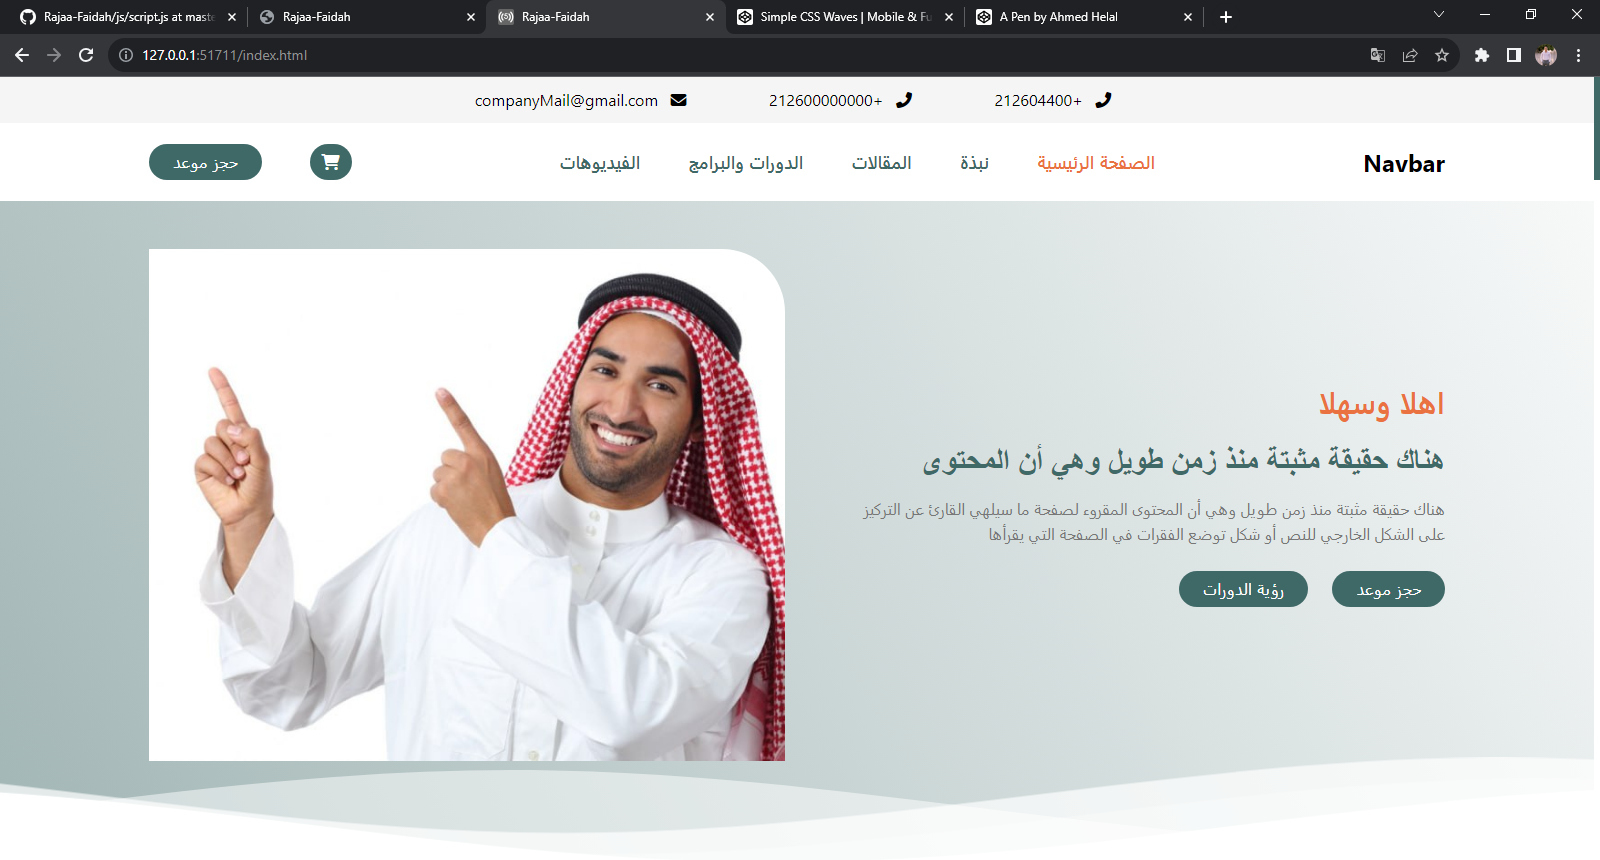 Rajaa-Faidah/js/script.js at maste
Rajaa-Faidah
Rajaa-Faidah
Simple CSS Waves | Mobile & Fu
A Pen by Ahmed Helal
127.0.0.1:51711/index.html
212604400+
212600000000+
companyMail@gmail.com
Navbar
الصفحة الرئيسية
نبذة
المقالات
الدورات والبرامج
الفيديوهات
حجز موعد
اهلا وسهلا
هناك حقيقة مثبتة منذ زمن طويل وهي أن المحتوى
هناك حقيقة مثبتة منذ زمن طويل وهي أن المحتوى المقروء لصفحة ما سيلهي القارئ عن التركيز
على الشكل الخارجي للنص أو شكل توضع الفقرات في الصفحة التي يقرأها
حجز موعد
رؤية الدورات